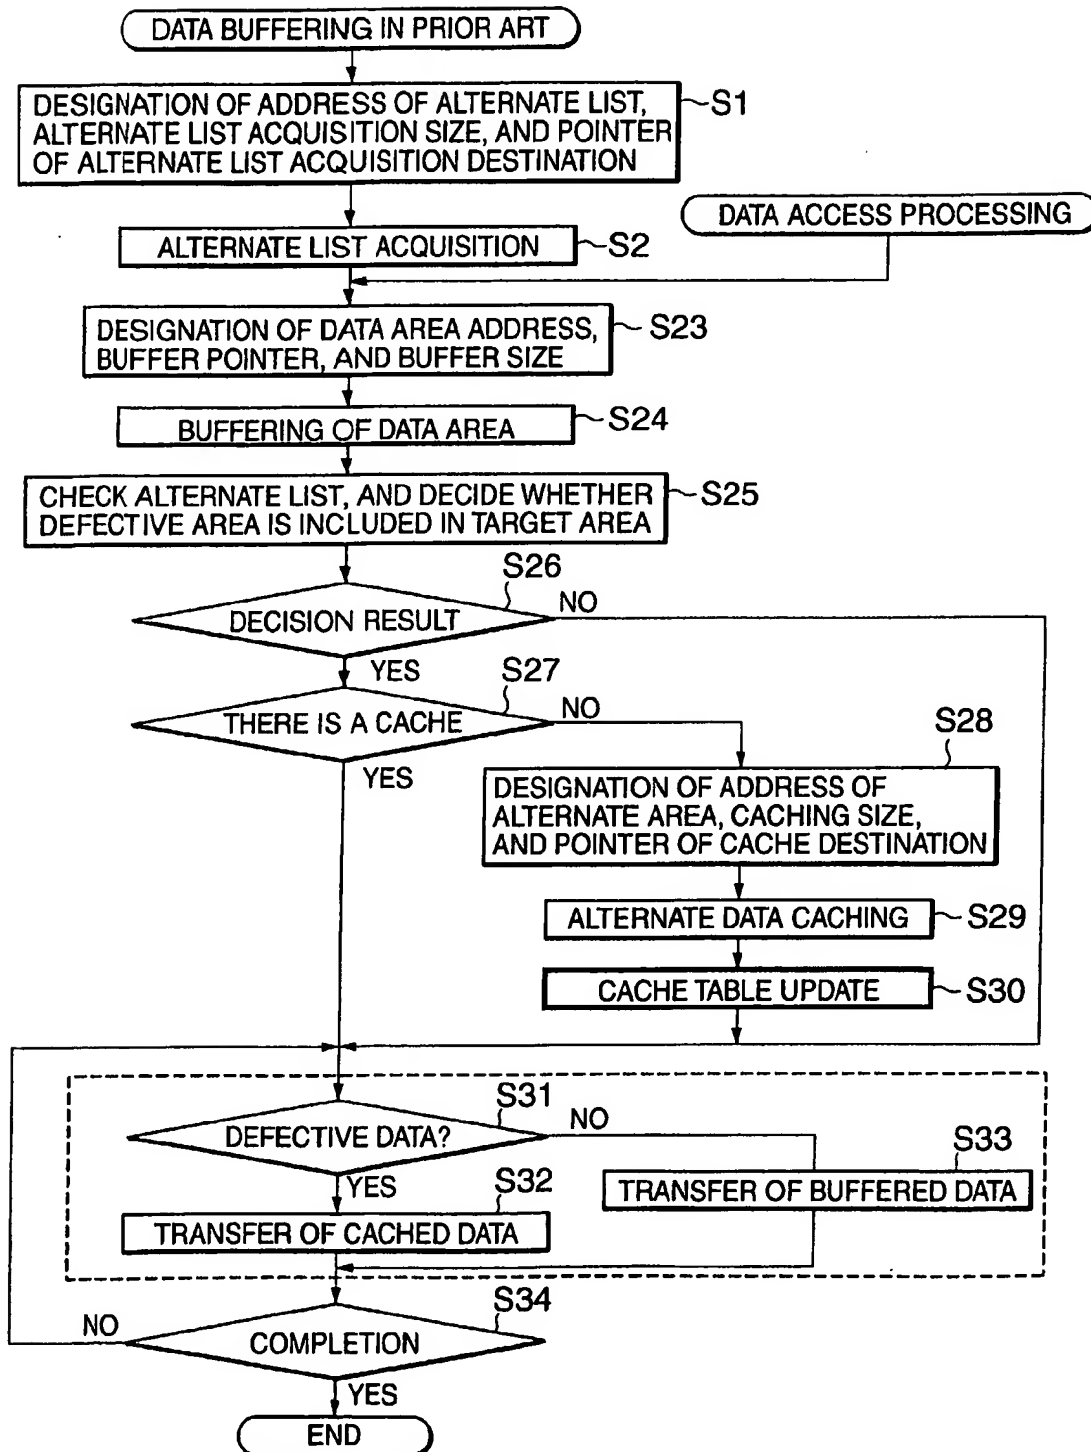 DATA BUFFERING IN PRIOR ART
DESIGNATION OF ADDRESS OF ALTERNATE LIST,
ALTERNATE LIST ACQUISITION SIZE, AND POINTER
OF ALTERNATE LIST ACQUISITION DESTINATION
S1
DATA ACCESS PROCESSING
ALTERNATE LIST ACQUISITION
S2
DESIGNATION OF DATA AREA ADDRESS,
BUFFER POINTER, AND BUFFER SIZE
S23
BUFFERING OF DATA AREA
S24
CHECK ALTERNATE LIST, AND DECIDE WHETHER
DEFECTIVE AREA IS INCLUDED IN TARGET AREA
S25
S26
DECISION RESULT
NO
YES
S27
THERE IS A CACHE
NO
YES
S28
DESIGNATION OF ADDRESS OF
ALTERNATE AREA, CACHING SIZE,
AND POINTER OF CACHE DESTINATION
ALTERNATE DATA CACHING
S29
CACHE TABLE UPDATE
S30
S31
DEFECTIVE DATA?
NO
YES
S32
TRANSFER OF CACHED DATA
S33
TRANSFER OF BUFFERED DATA
S34
COMPLETION
NO
YES
END